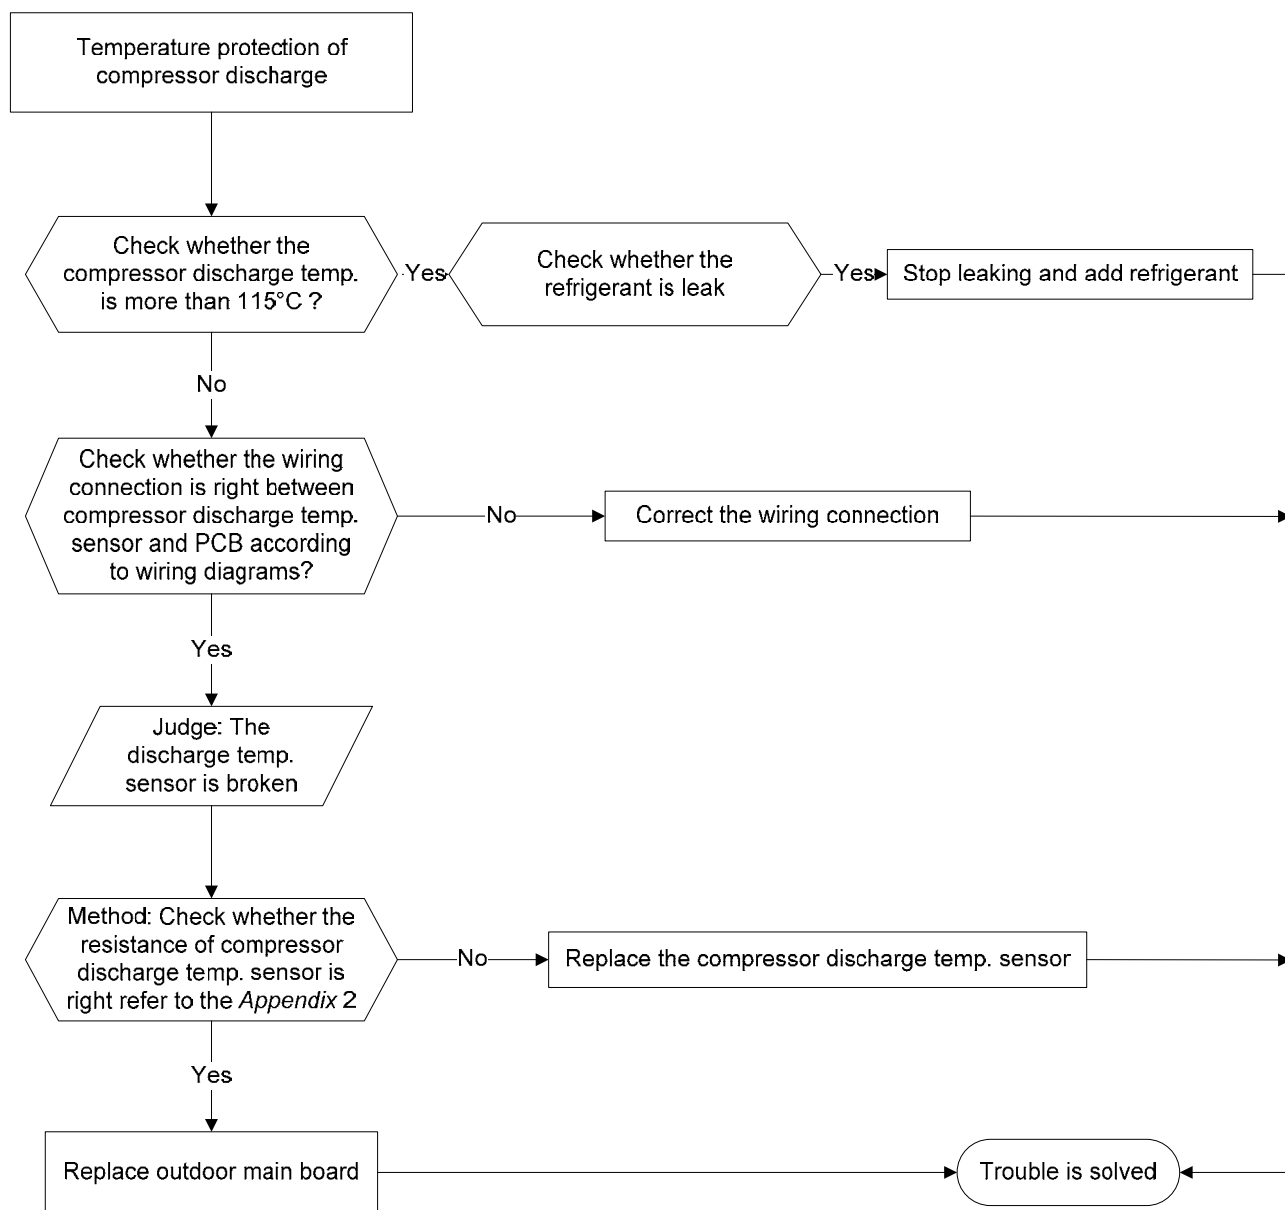 Temperature protection of
compressor discharge
Check whether the
compressor discharge temp.
is more than 115°C ?
Yes
Check whether the
refrigerant is leak
Yes
Stop leaking and add refrigerant
No
Check whether the wiring
connection is right between
compressor discharge temp.
sensor and PCB according
to wiring diagrams?
No
Correct the wiring connection
Yes
Judge: The
discharge temp.
sensor is broken
Method: Check whether the
resistance of compressor
discharge temp. sensor is
right refer to the Appendix 2
No
Replace the compressor discharge temp. sensor
Yes
Replace outdoor main board
Trouble is solved